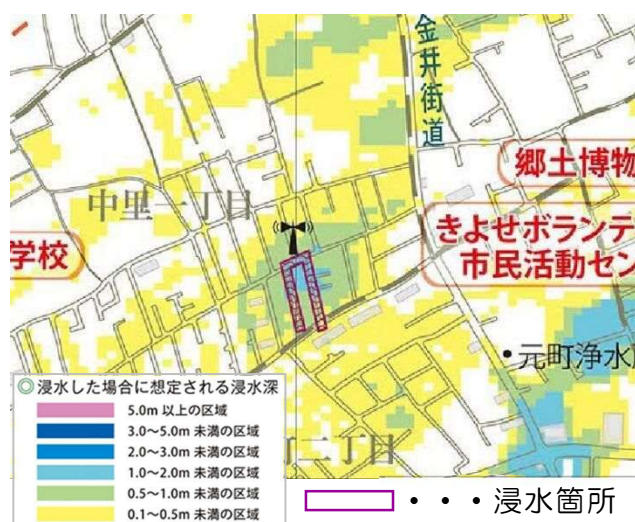 金井街道
郷土博物
中里一丁目
きよせボランテ
市民活動セン
学校
・元町浄水
◎浸水した場合に想定される浸水深
5.0m 以上の区域
3.0～5.0m 未満の区域
2.0～3.0m 未満の区域
1.0～2.0m 未満の区域
0.5～1.0m 未満の区域
0.1～0.5m 未満の区域
二丁目
・・・浸水箇所